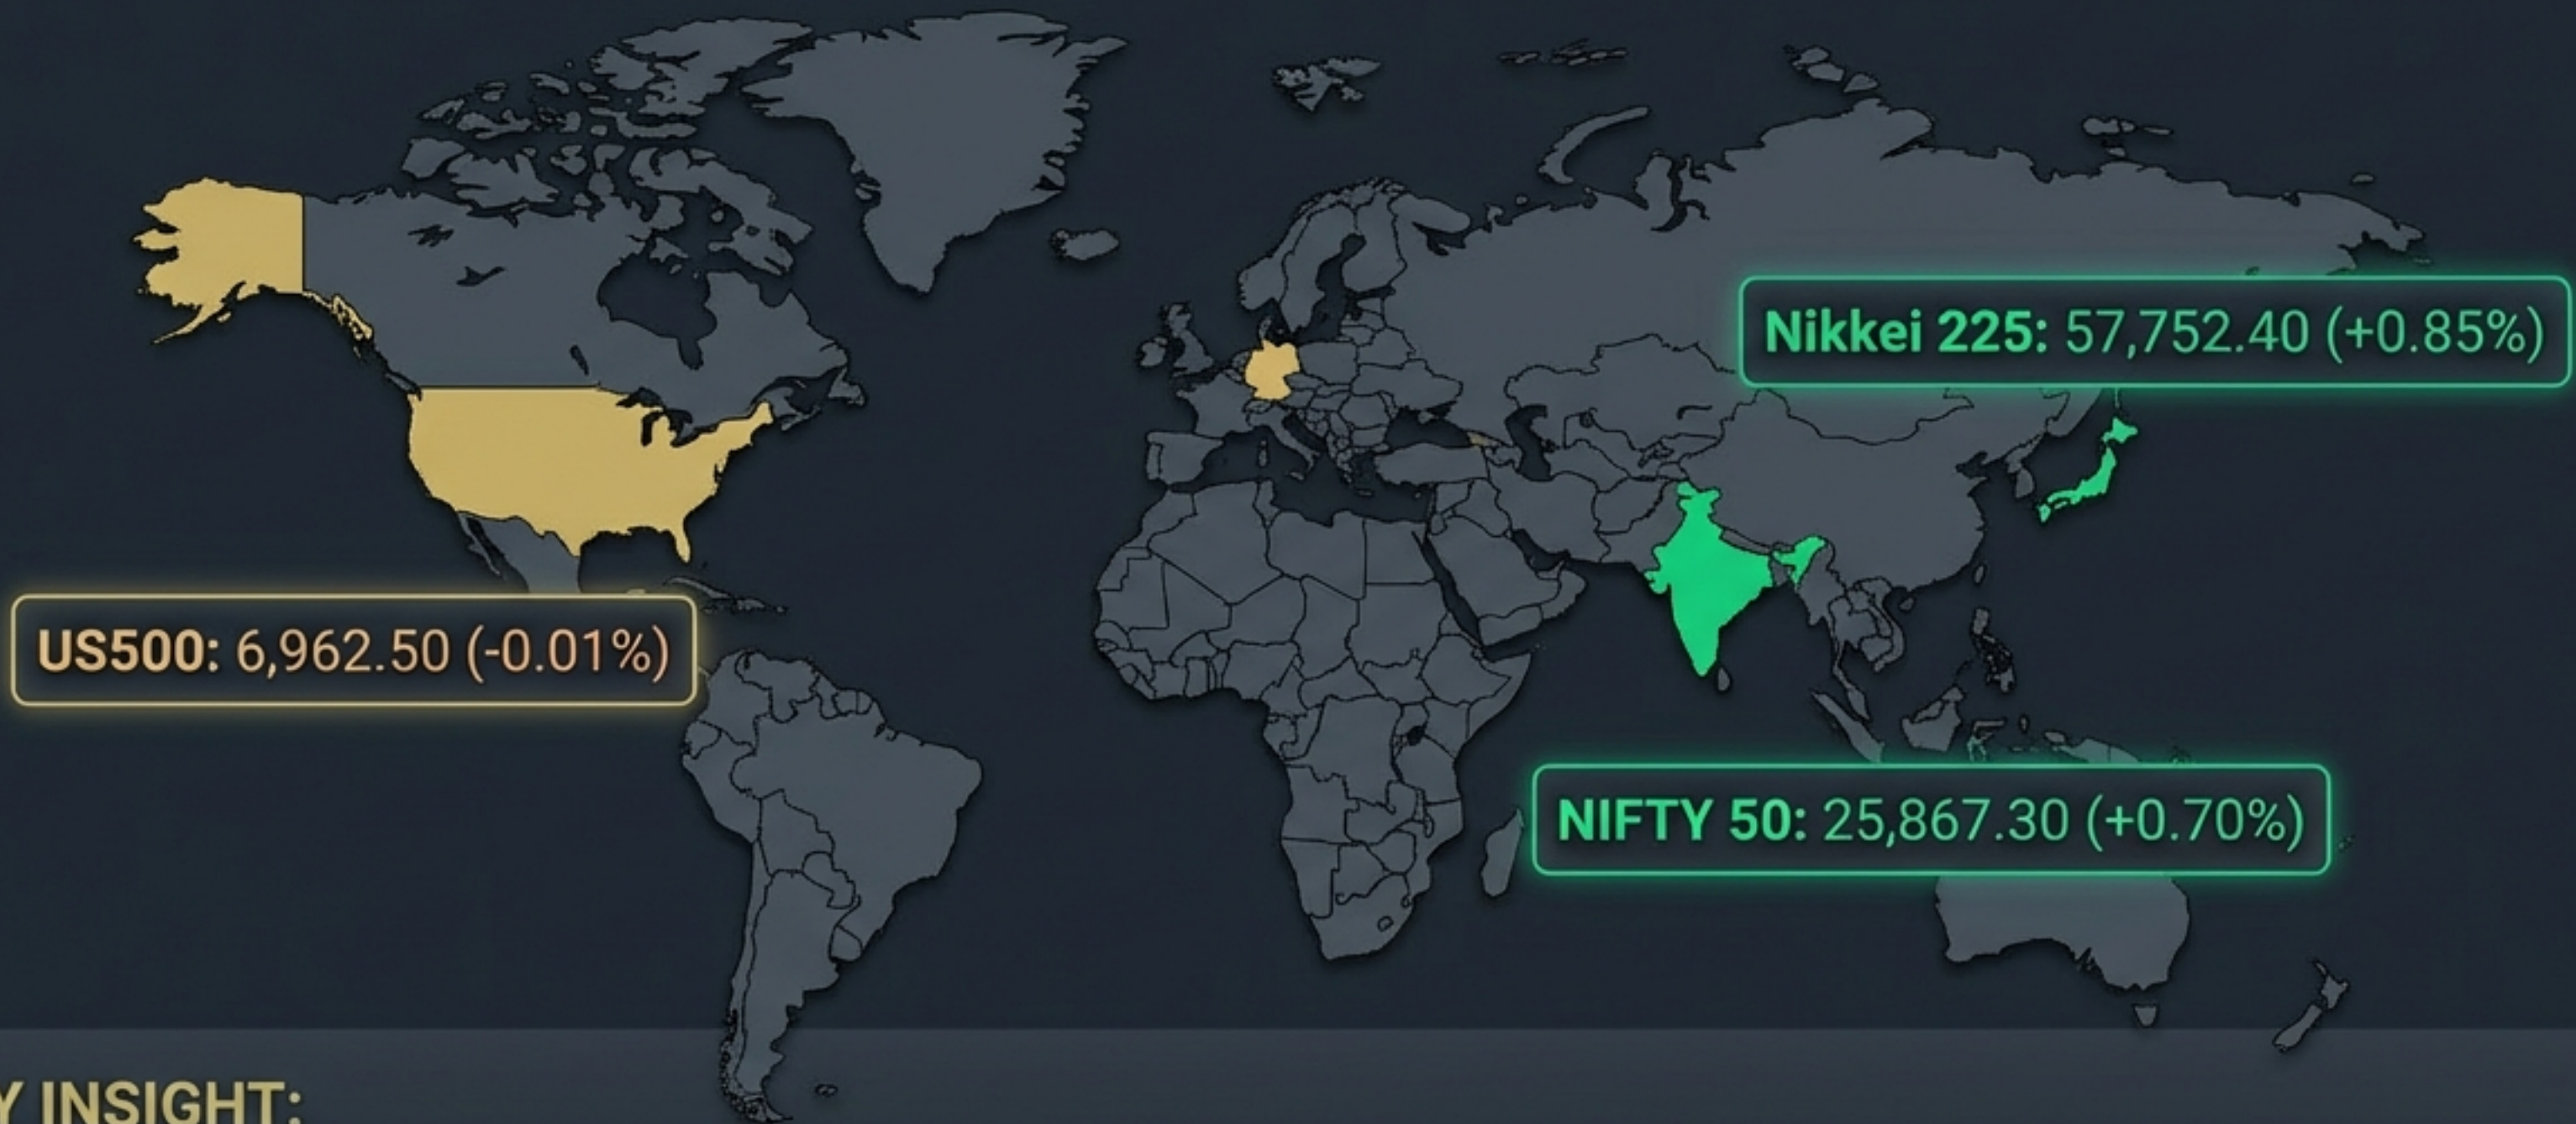 Nikkei 225: 57,752.40 (+0.85%)
US500: 6,962.50 (-0.01%)
NIFTY 50: 25,867.30 (+0.70%)
Y INSIGHT: